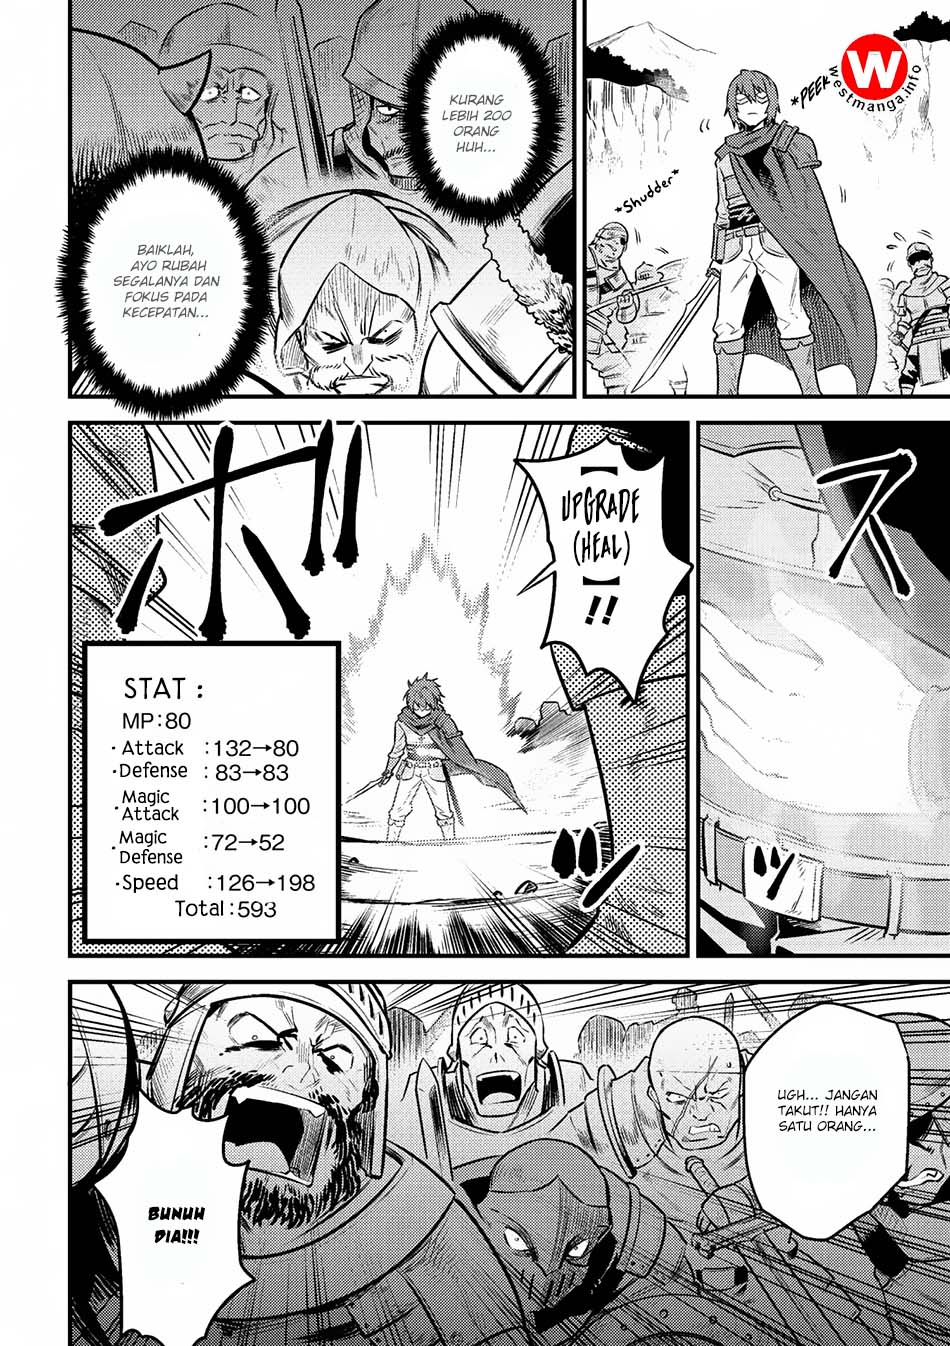 W
westmanga.info
*PEEK
*Shudder*
KURANG
LEBIH 200
ORANG
HUH...
BAIKLAH,
AYO RUBAH
SEGALANYA DAN
FOKUS PADA
KECEPATAN...
ス
ッ
【
UPGRADE
(HEAL)
】
!!
ボッ
STAT :
MP:80
・Attack :132→80
・Defense :83→83
・Magic Attack :100→100
・Magic Defense :72→52
・Speed :126→198
Total:593
UGH... JANGAN
TAKUT!! HANYA
SATU ORANG...
BUNUH
DIA!!!